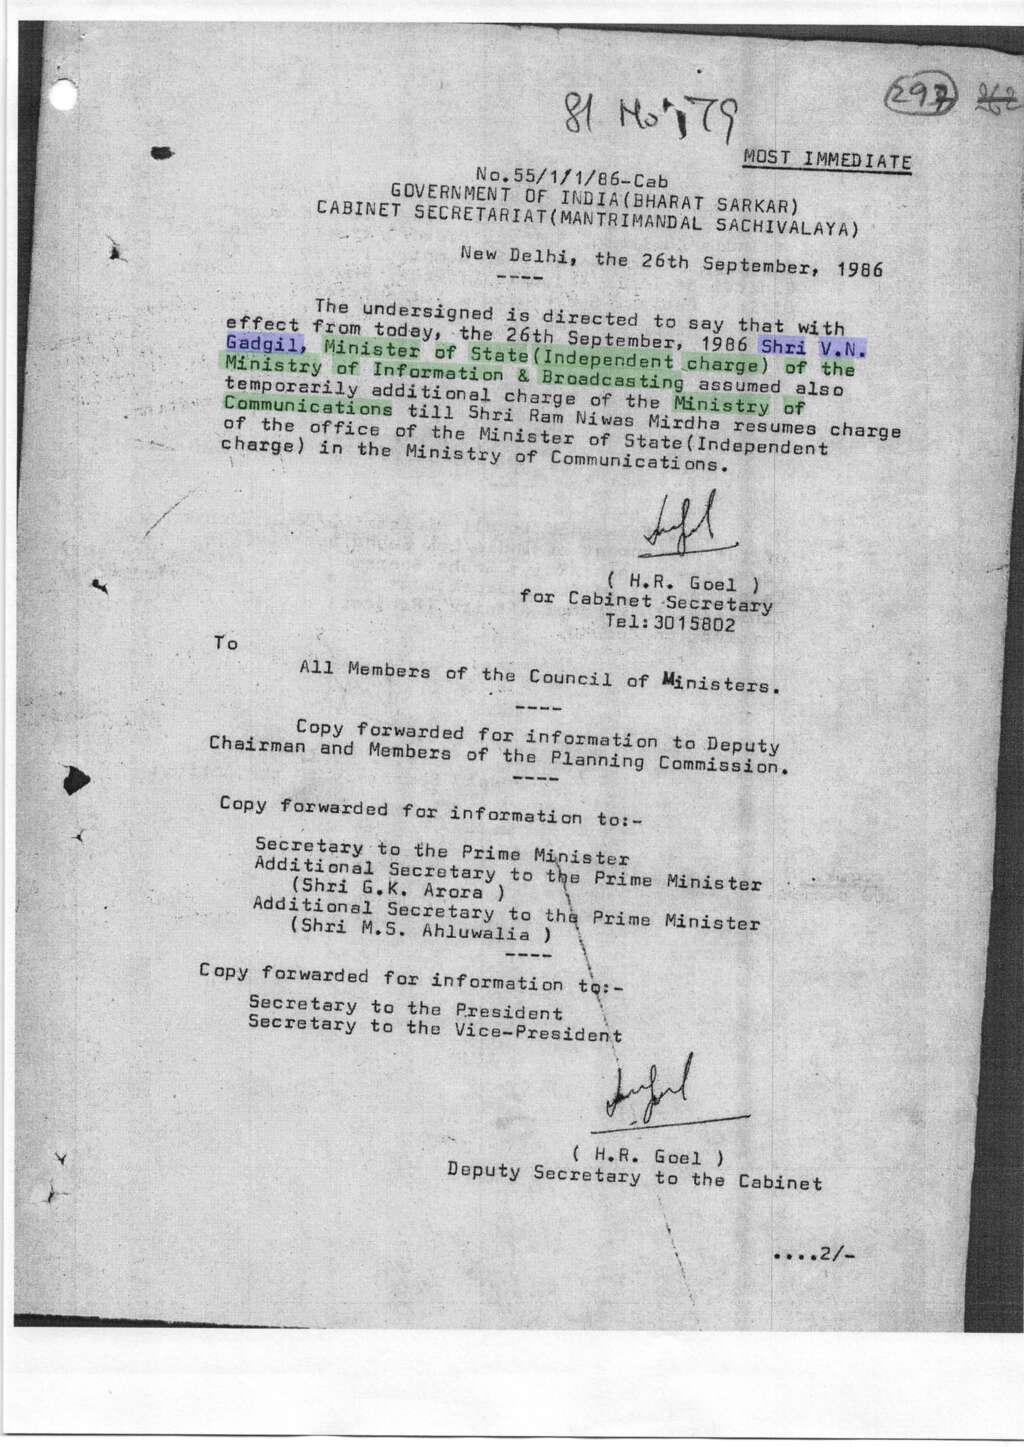 297 262
81 No 79
MOST IMMEDIATE
No.55/1/1/86-Cab
GOVERNMENT OF INDIA(BHARAT SARKAR)
CABINET SECRETARIAT(MANTRIMANDAL SACHIVALAYA)
New Delhi, the 26th September, 1986
----
The undersigned is directed to say that with
effect from today, the 26th September, 1986 Shri V.N.
Gadgil, Minister of State(Independent charge) of the
Ministry of Information & Broadcasting assumed also
temporarily additional charge of the Ministry of
Communications till Shri Ram Niwas Mirdha resumes charge
of the office of the Minister of State(Independent
charge) in the Ministry of Communications.
( H.R. Goel )
for Cabinet Secretary
Tel:3015802
To
All Members of the Council of Ministers.
----
Copy forwarded for information to Deputy
Chairman and Members of the Planning Commission.
----
Copy forwarded for information to:-
Secretary to the Prime Minister
Additional Secretary to the Prime Minister
(Shri G.K. Arora )
Additional Secretary to the Prime Minister
(Shri M.S. Ahluwalia )
----
Copy forwarded for information to:-
Secretary to the President
Secretary to the Vice-President
( H.R. Goel )
Deputy Secretary to the Cabinet
....2/-